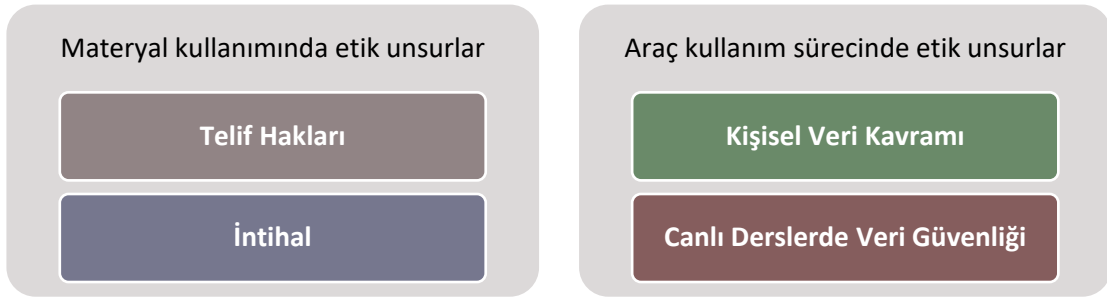 Materyal kullanımında etik unsurlar
Telif Hakları
İntihal
Araç kullanım sürecinde etik unsurlar
Kişisel Veri Kavramı
Canlı Derslerde Veri Güvenliği